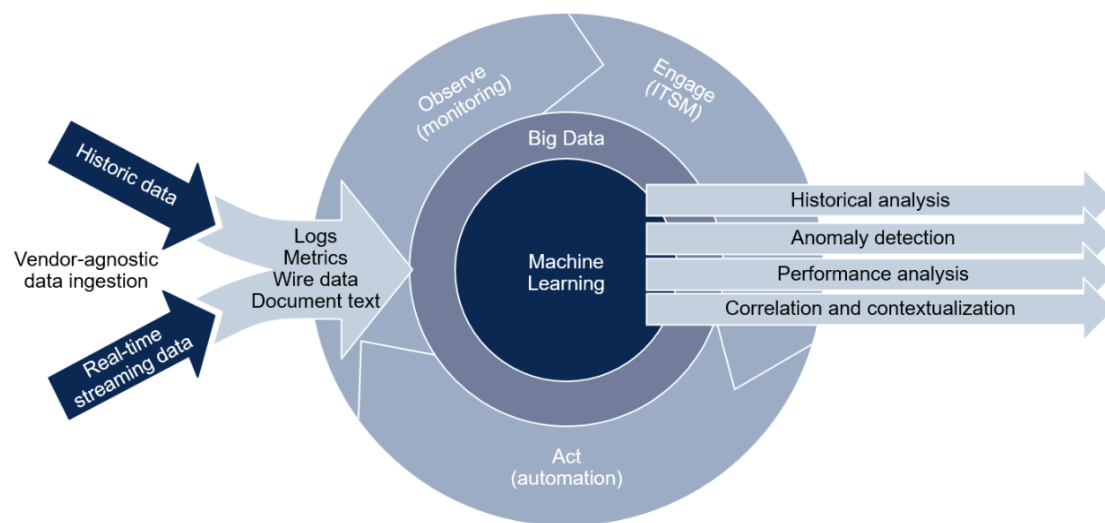 Historic data
Vendor-agnostic
data ingestion
Real-time
streaming data
Logs
Metrics
Wire data
Document text
Observe
(monitoring)
Engage
(ITSM)
Act
(automation)
Big Data
Machine
Learning
Historical analysis
Anomaly detection
Performance analysis
Correlation and contextualization